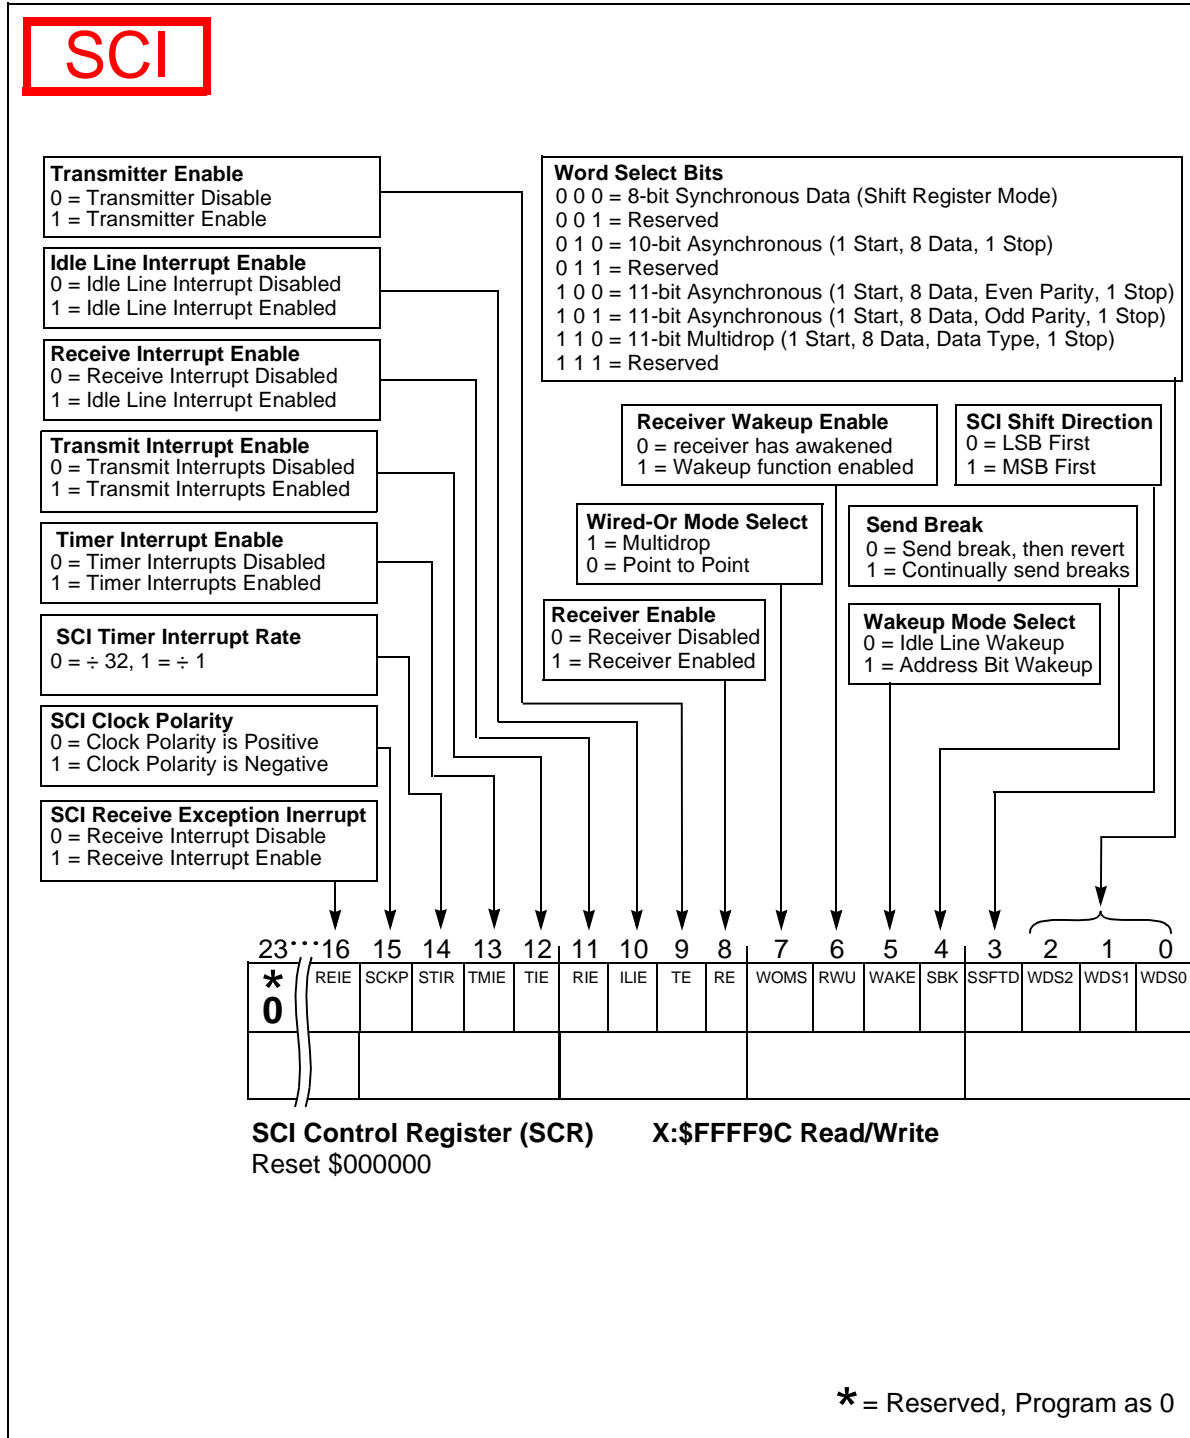 SCI
Transmitter Enable
0 = Transmitter Disable
1 = Transmitter Enable
Idle Line Interrupt Enable
0 = Idle Line Interrupt Disabled
1 = Idle Line Interrupt Enabled
Receive Interrupt Enable
0 = Receive Interrupt Disabled
1 = Idle Line Interrupt Enabled
Transmit Interrupt Enable
0 = Transmit Interrupts Disabled
1 = Transmit Interrupts Enabled
Timer Interrupt Enable
0 = Timer Interrupts Disabled
1 = Timer Interrupts Enabled
SCI Timer Interrupt Rate
0 = ÷ 32, 1 = ÷ 1
SCI Clock Polarity
0 = Clock Polarity is Positive
1 = Clock Polarity is Negative
SCI Receive Exception Inerrupt
0 = Receive Interrupt Disable
1 = Receive Interrupt Enable
Word Select Bits
0 0 0 = 8-bit Synchronous Data (Shift Register Mode)
0 0 1 = Reserved
0 1 0 = 10-bit Asynchronous (1 Start, 8 Data, 1 Stop)
0 1 1 = Reserved
1 0 0 = 11-bit Asynchronous (1 Start, 8 Data, Even Parity, 1 Stop)
1 0 1 = 11-bit Asynchronous (1 Start, 8 Data, Odd Parity, 1 Stop)
1 1 0 = 11-bit Multidrop (1 Start, 8 Data, Data Type, 1 Stop)
1 1 1 = Reserved
Receiver Wakeup Enable
0 = receiver has awakened
1 = Wakeup function enabled
SCI Shift Direction
0 = LSB First
1 = MSB First
Wired-Or Mode Select
1 = Multidrop
0 = Point to Point
Send Break
0 = Send break, then revert
1 = Continually send breaks
Receiver Enable
0 = Receiver Disabled
1 = Receiver Enabled
Wakeup Mode Select
0 = Idle Line Wakeup
1 = Address Bit Wakeup
23 ••• 16 15 14 13 12 11 10 9 8 7 6 5 4 3 2 1 0
* REIE SCKP STIR TMIE TIE RIE ILIE TE RE WOMS RWU WAKE SBK SSFTD WDS2 WDS1 WDS0
0
SCI Control Register (SCR) X:$FFFF9C Read/Write
Reset $000000
* = Reserved, Program as 0